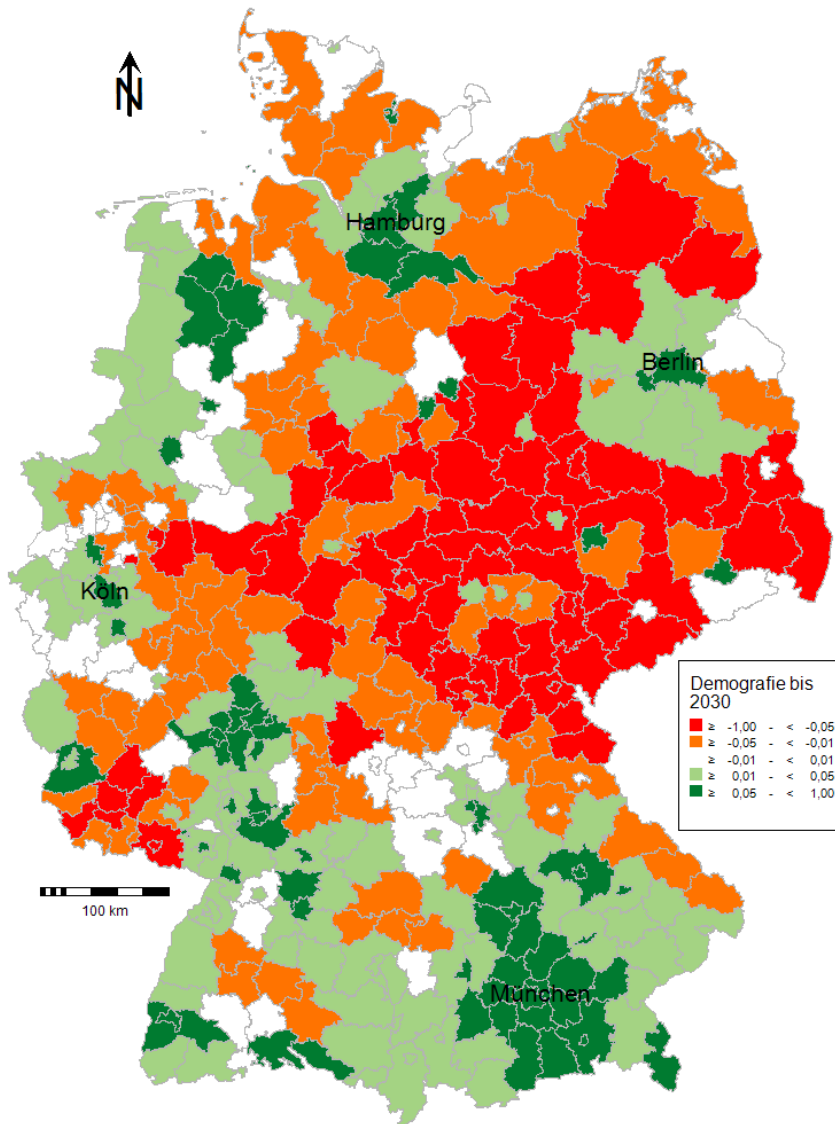 N
Hamburg
Berlin
Köln
Demografie bis
2030
≥ -1,00 - < -0,05
≥ -0,05 - < -0,01
≥ -0,01 - < 0,01
≥ 0,01 - < 0,05
≥ 0,05 - < 1,00
100 km
München